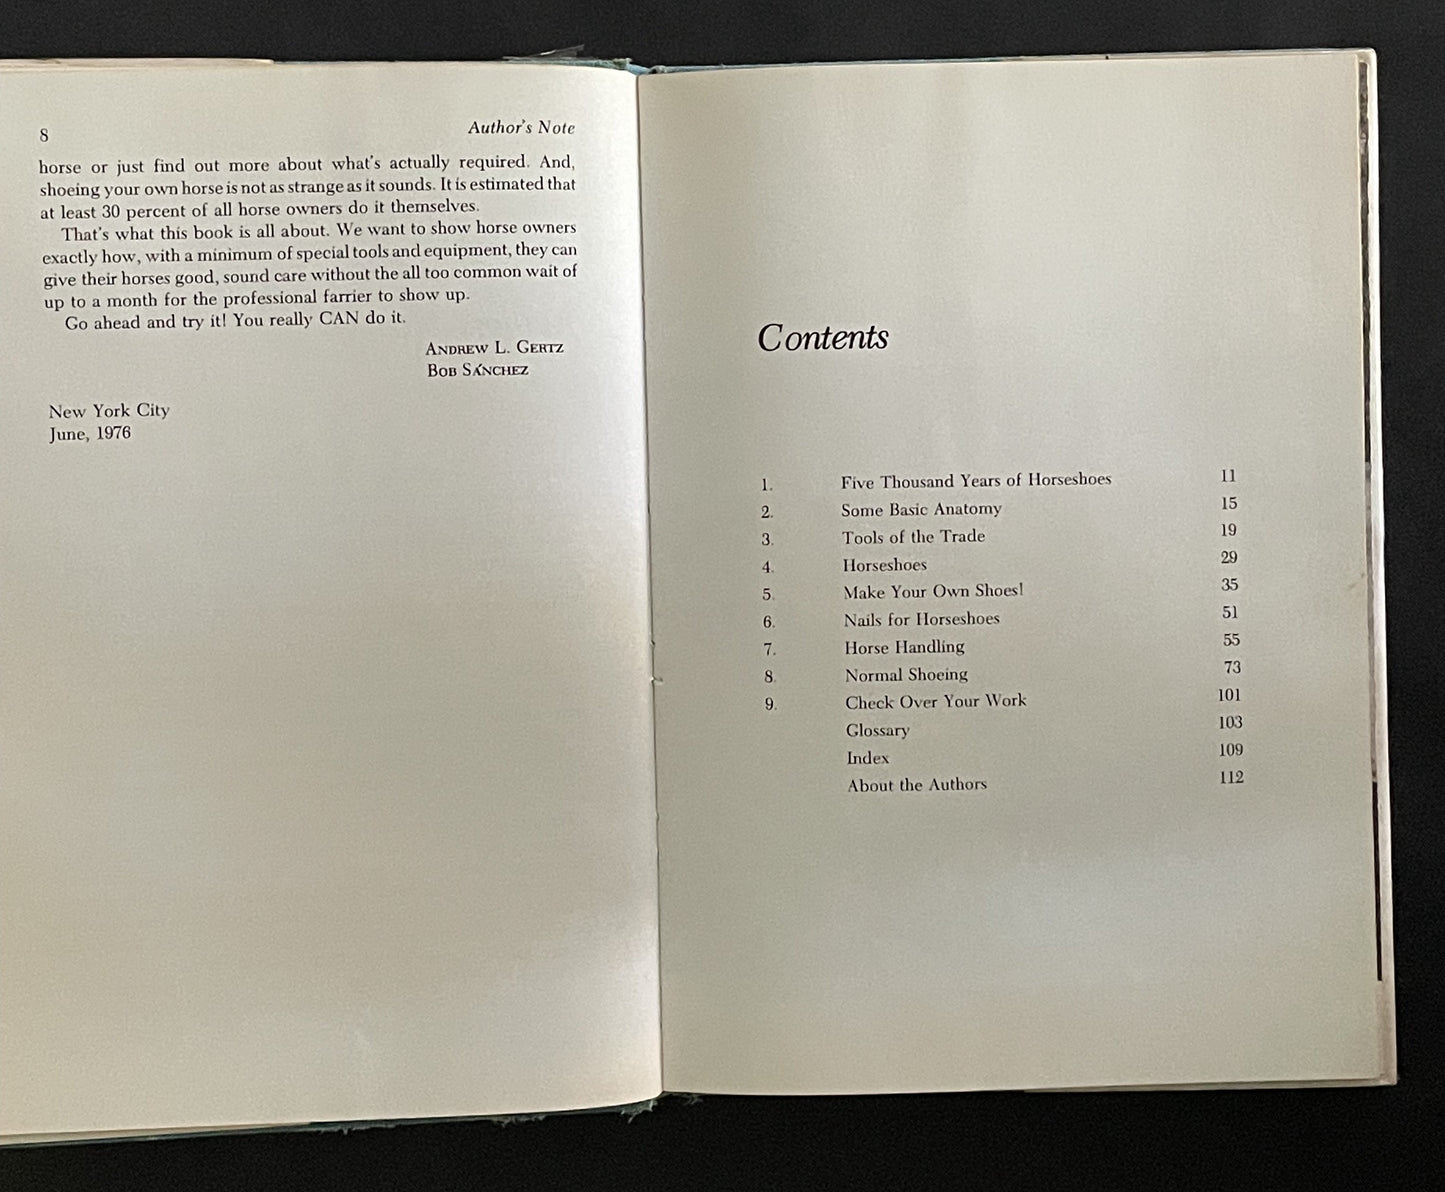 8
Author's Note
horse or just find out more about what's actually required. And,
shoeing your own horse is not as strange as it sounds. It is estimated that
at least 30 percent of all horse owners do it themselves.
That's what this book is all about. We want to show horse owners
exactly how, with a minimum of special tools and equipment, they can
give their horses good, sound care without the all too common wait of
up to a month for the professional farrier to show up.
Go ahead and try it! You really CAN do it.
ANDREW L. GERTZ
BOB SÁNCHEZ
New York City
June, 1976
Contents
1. Five Thousand Years of Horseshoes 11
2. Some Basic Anatomy 15
3. Tools of the Trade 19
4. Horseshoes 29
5. Make Your Own Shoes! 35
6. Nails for Horseshoes 51
7. Horse Handling 55
8. Normal Shoeing 73
9. Check Over Your Work 101
Glossary 103
Index 109
About the Authors 112